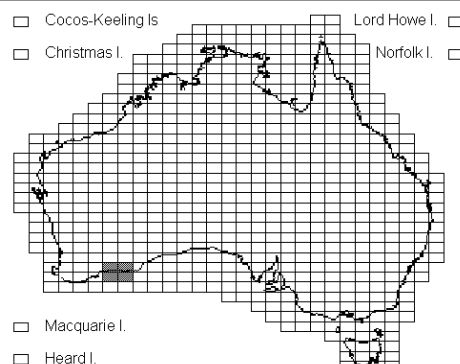 Cocos-Keeling Is
Lord Howe I.
Christmas I.
Norfolk I.
Macquarie I.
Heard I.